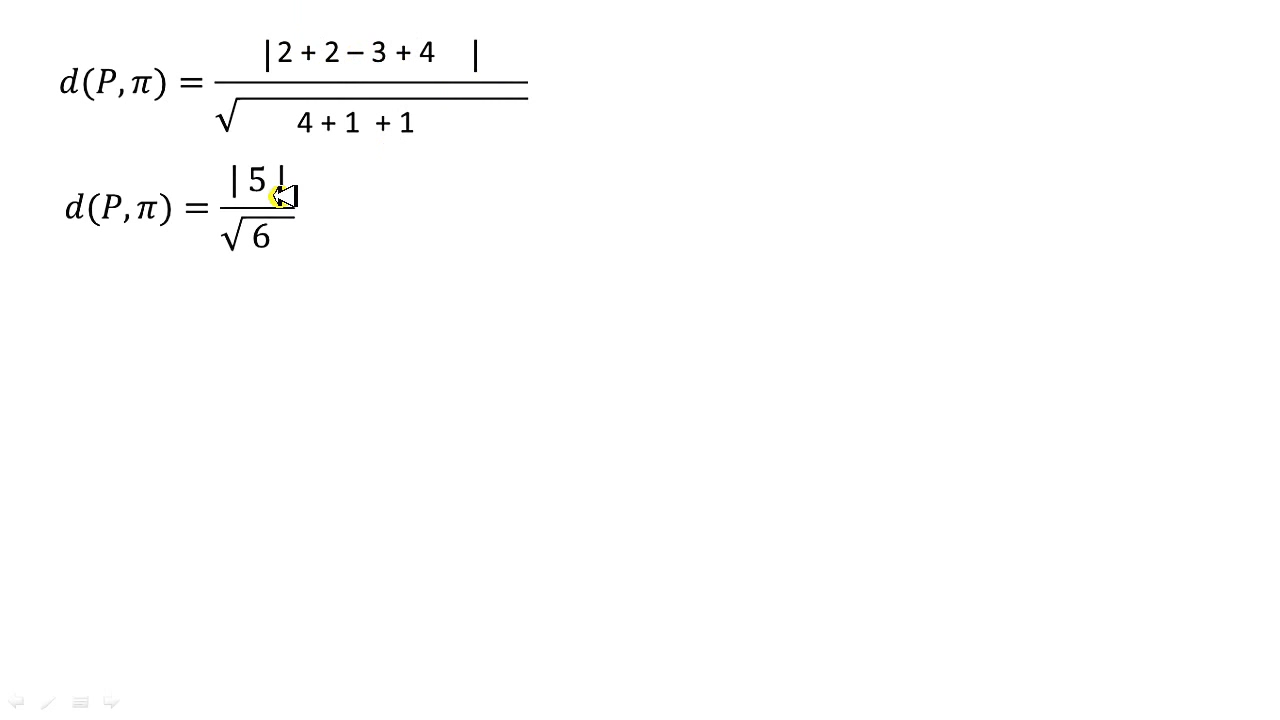 d(P, π) = |2 + 2 – 3 + 4 | / √ 4 + 1 + 1
d(P, π) = | 5 | / √ 6